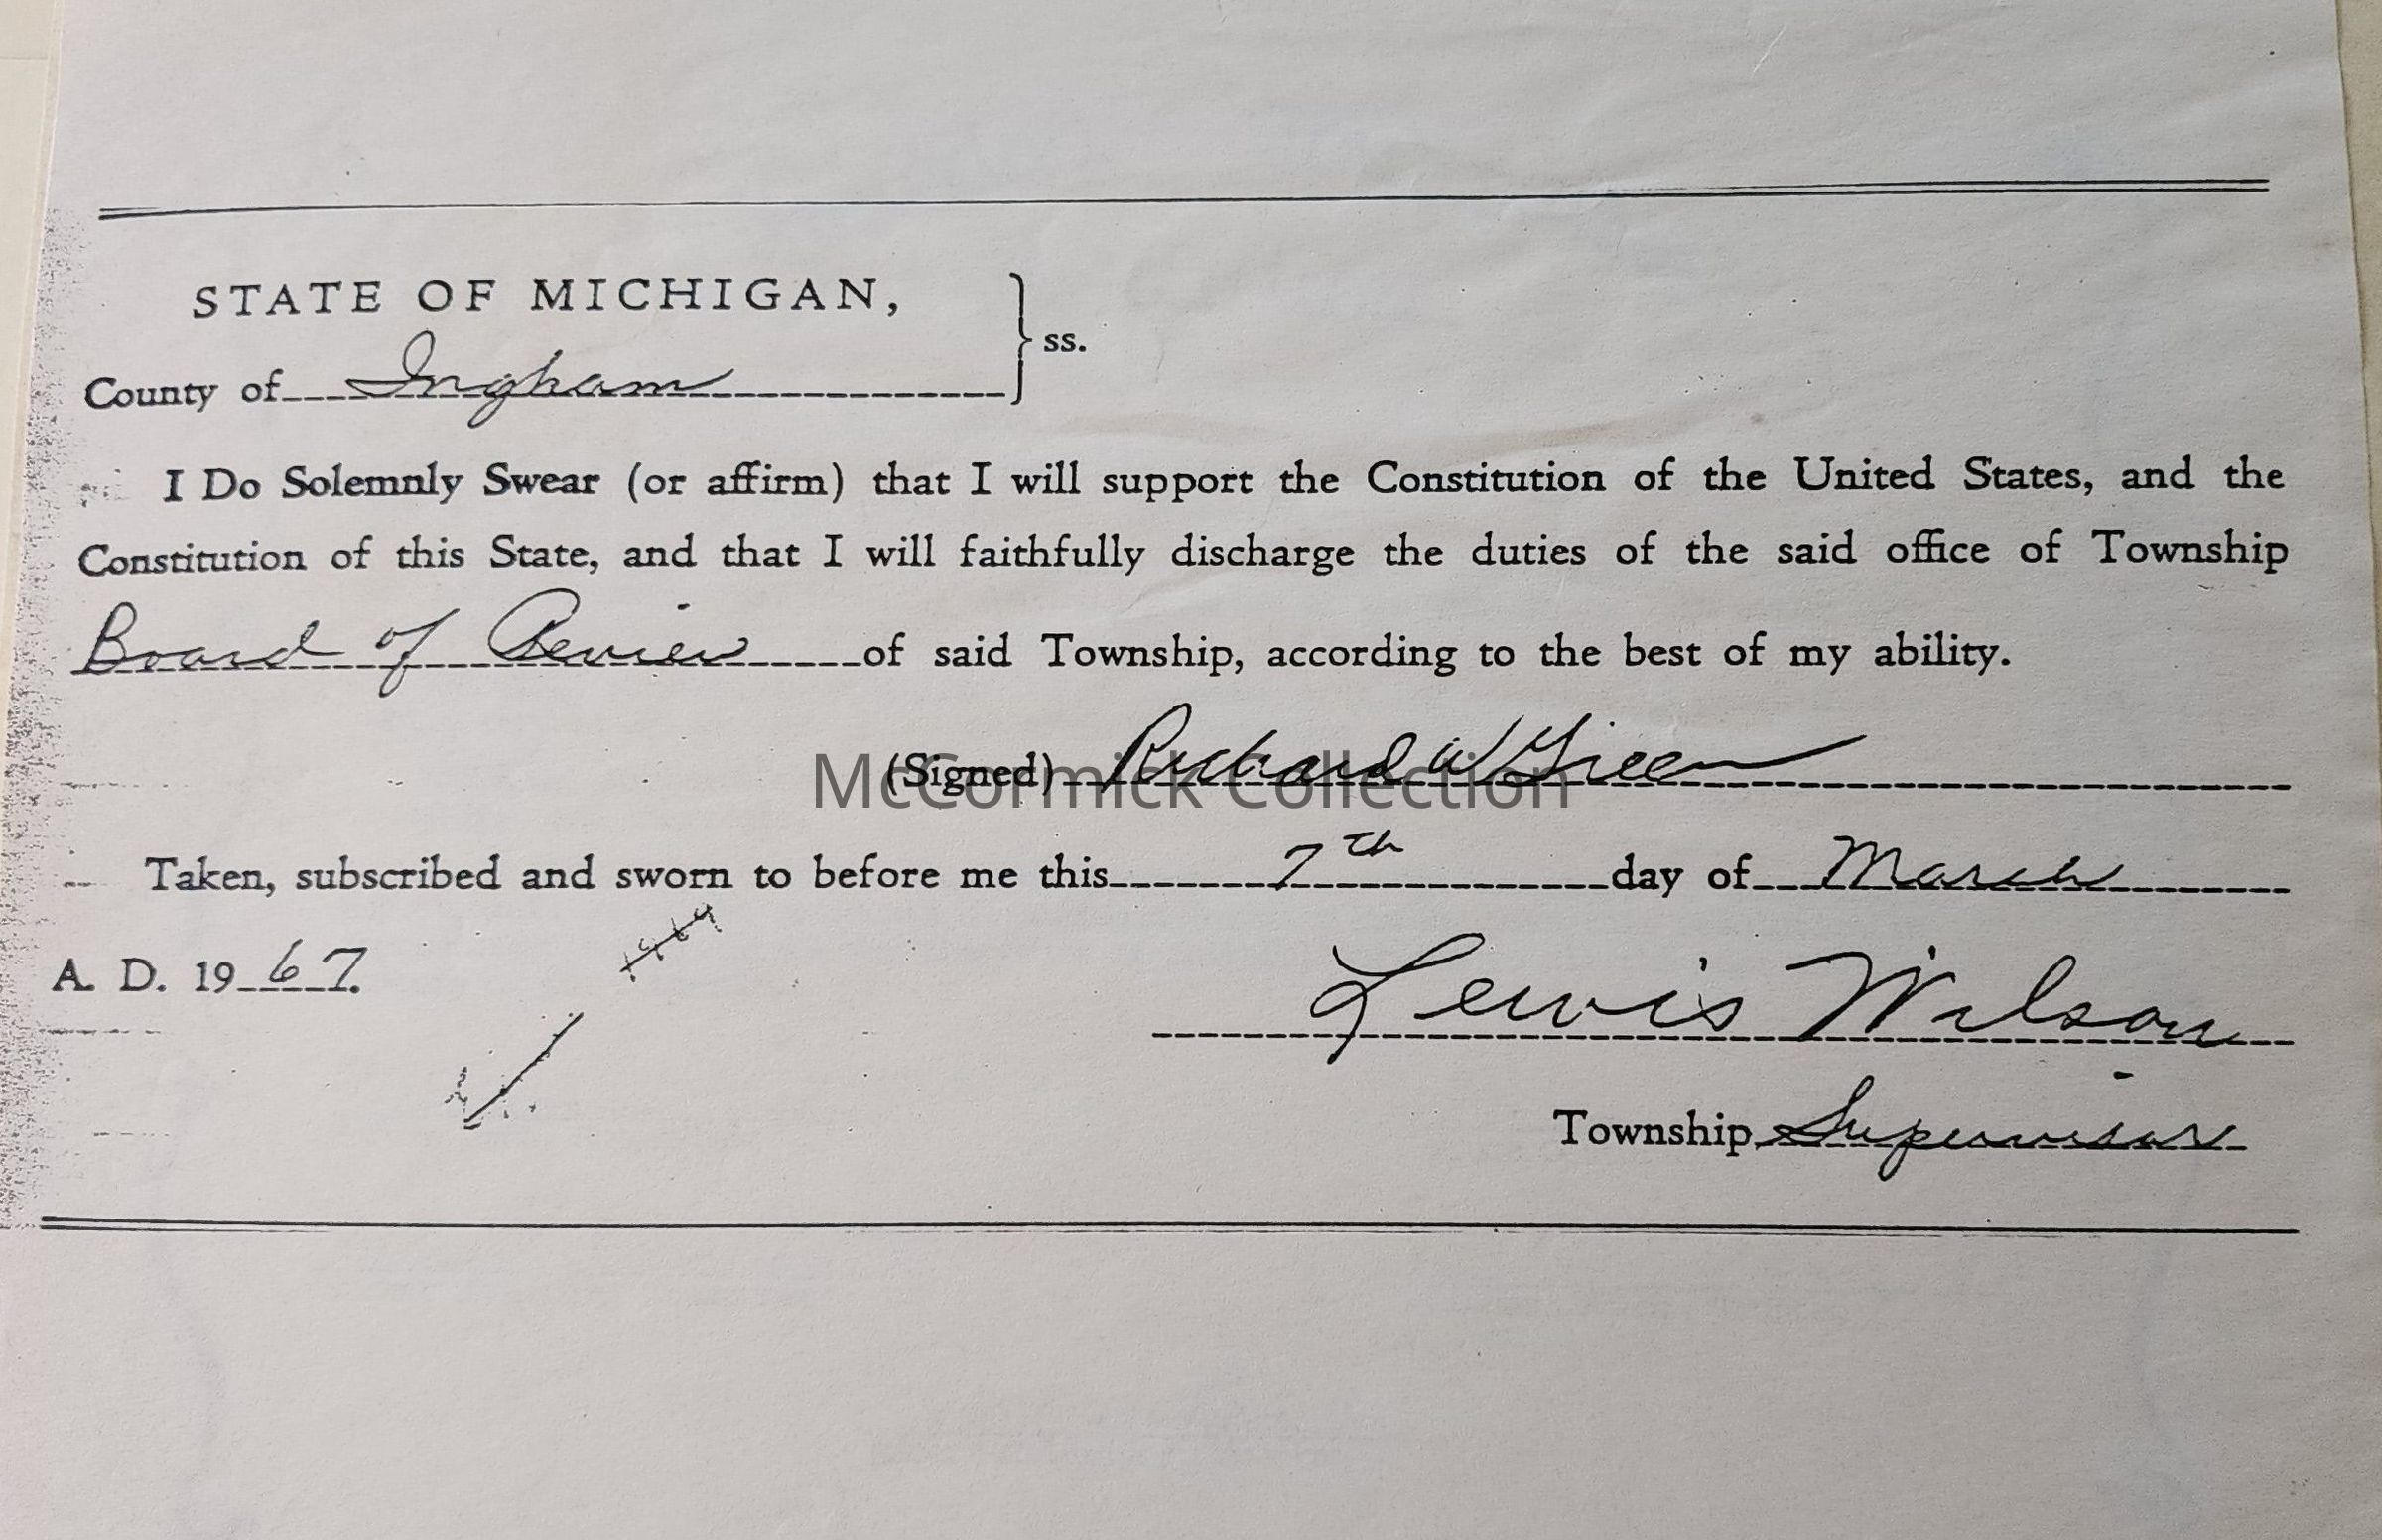 STATE OF MICHIGAN,
County of Ingham } ss.
I Do Solemnly Swear (or affirm) that I will support the Constitution of the United States, and the
Constitution of this State, and that I will faithfully discharge the duties of the said office of Township
Board of Review of said Township, according to the best of my ability.
(Signed) Richard W Green
McCormick Collection
Taken, subscribed and sworn to before me this 7th day of March
A. D. 1967.
Lewis Wilson
Township Supervisor